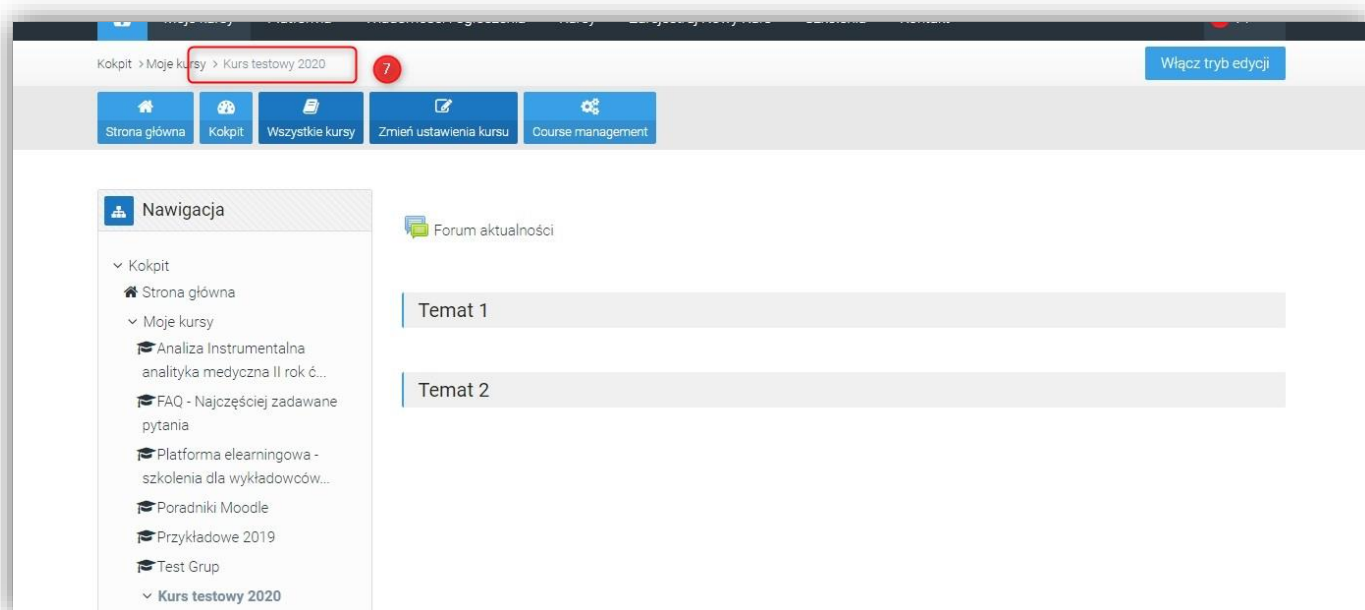 Kokpit > Moje kursy > Kurs testowy 2020
7
Włącz tryb edycji
Strona główna
Kokpit
Wszystkie kursy
Zmień ustawienia kursu
Course management
Nawigacja
Forum aktualności
Kokpit
Strona główna
Moje kursy
Analiza Instrumentalna
analityka medyczna II rok ć...
FAQ - Najczęściej zadawane
pytania
Platforma elearningowa -
szkolenia dla wykładowców...
Poradniki Moodle
Przykładowe 2019
Test Grup
Kurs testowy 2020
Temat 1
Temat 2